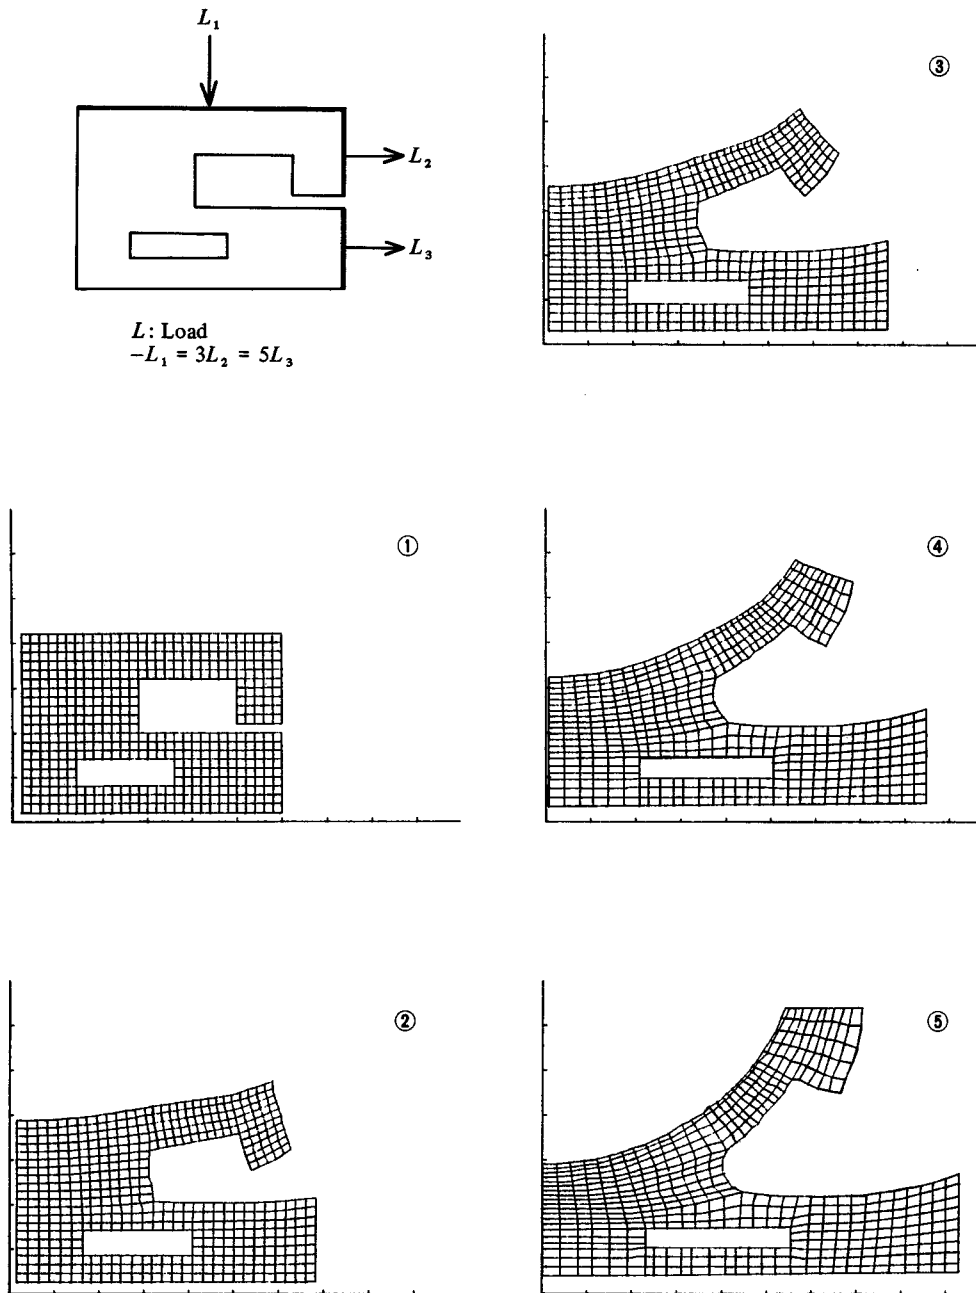 L₁
L₂
L₃
L: Load
−L₁ = 3L₂ = 5L₃
③
①
④
②
⑤